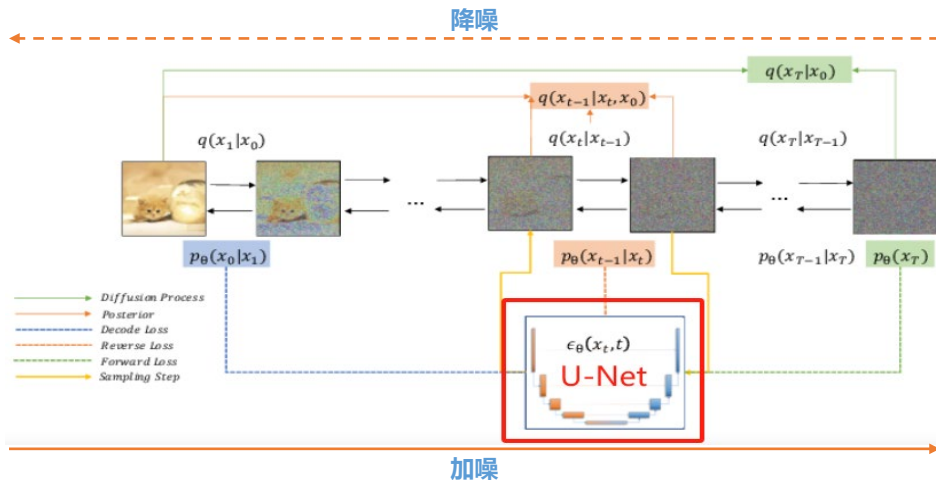 降噪
q(x_T|x_0)
q(x_{t-1}|x_t,x_0)
q(x_1|x_0)
q(x_t|x_{t-1})
q(x_T|x_{T-1})
...
...
p_θ(x_0|x_1)
p_θ(x_{t-1}|x_t)
p_θ(x_{T-1}|x_T)
p_θ(x_T)
Diffusion Process
Posterior
Decode Loss
Reverse Loss
Forward Loss
Sampling Step
ϵ_θ(x_t,t)
U-Net
加噪